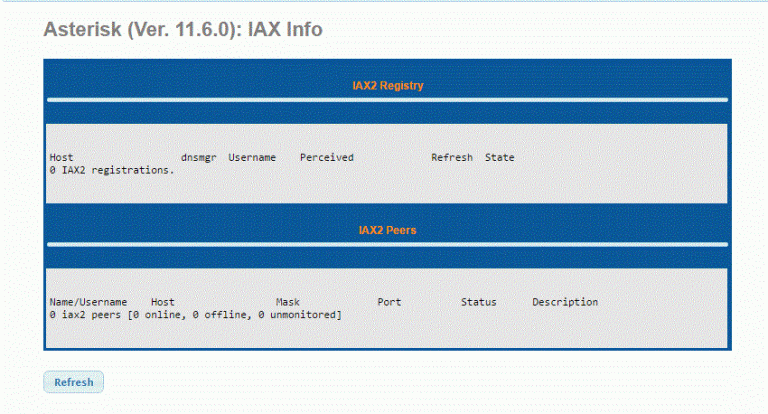 Asterisk (Ver. 11.6.0): IAX Info
IAX2 Registry
Host dnsmgr Username Perceived Refresh State
0 IAX2 registrations.
IAX2 Peers
Name/Username Host Mask Port Status Description
0 iax2 peers [0 online, 0 offline, 0 unmonitored]
Refresh